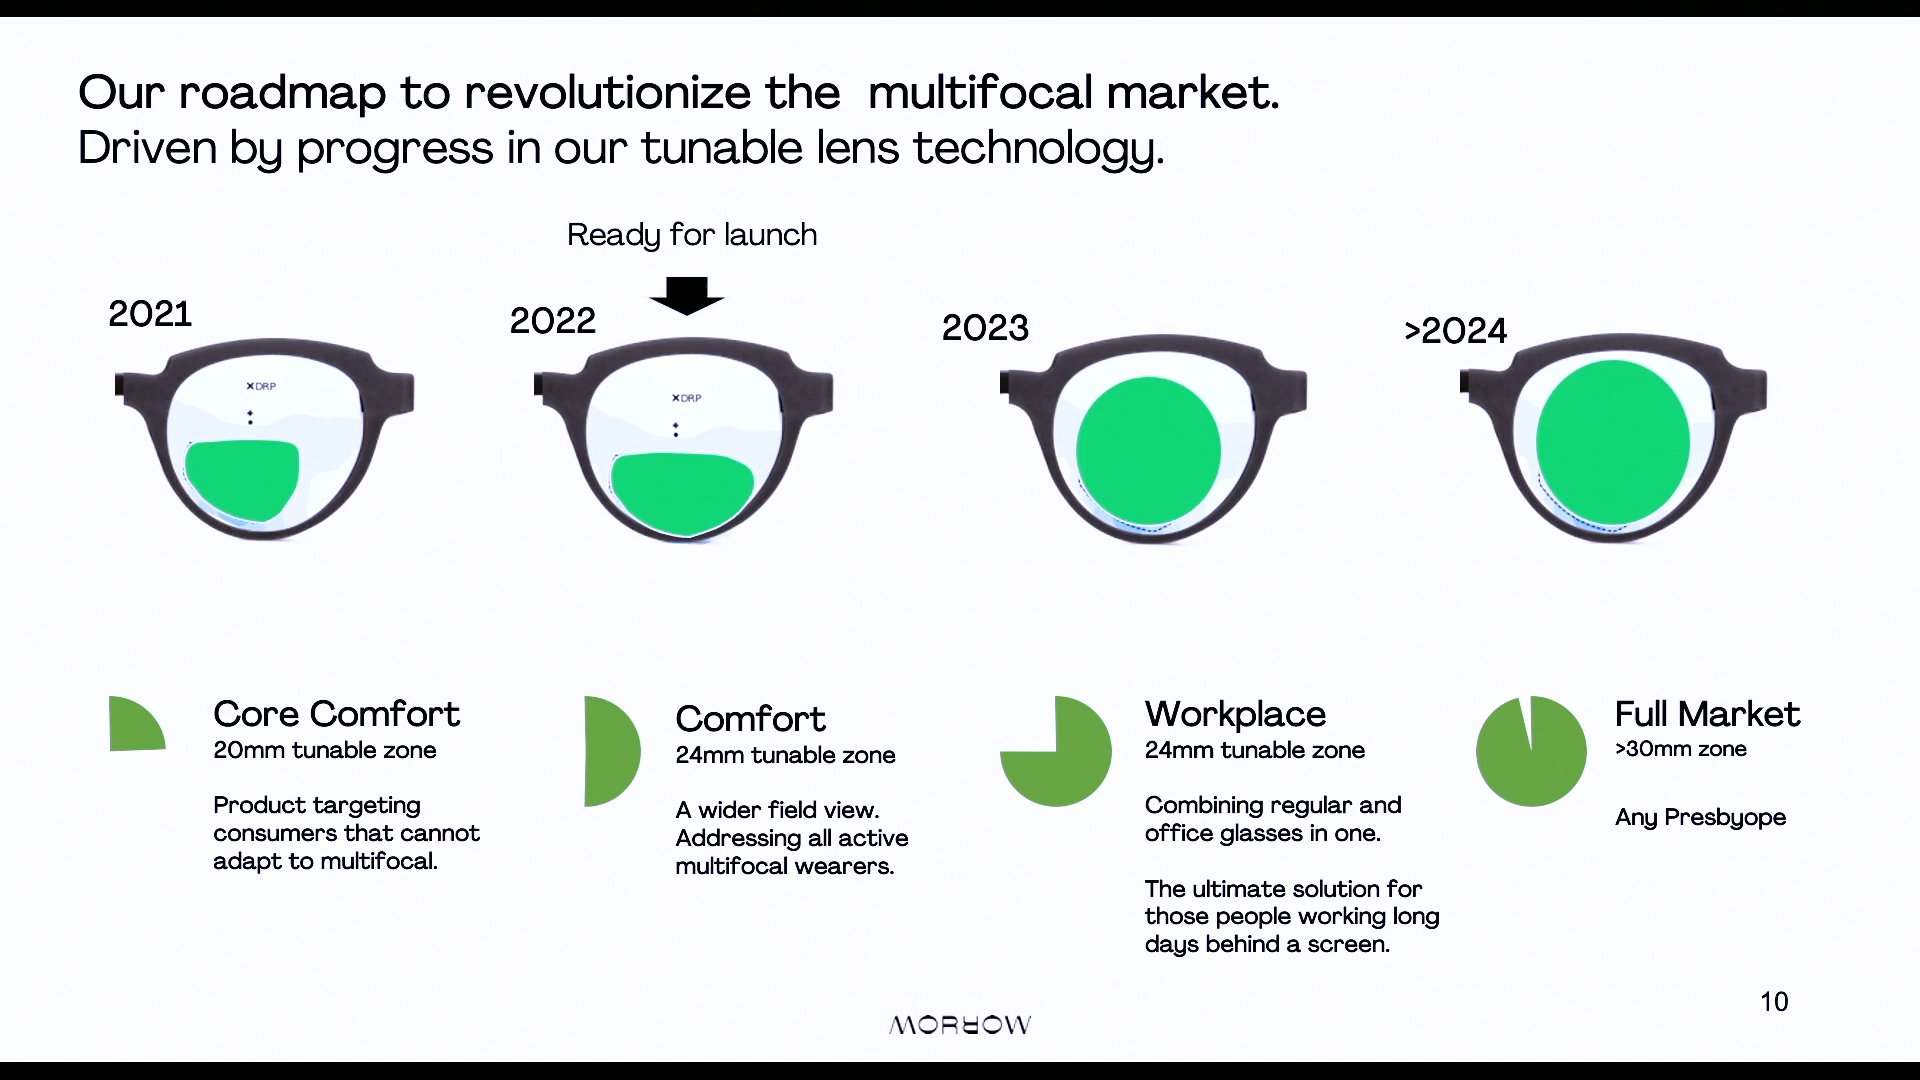 Our roadmap to revolutionize the multifocal market.
Driven by progress in our tunable lens technology.
Ready for launch
2021
2022
2023
>2024
×DRP
×DRP
Core Comfort
20mm tunable zone
Product targeting
consumers that cannot
adapt to multifocal.
Comfort
24mm tunable zone
A wider field view.
Addressing all active
multifocal wearers.
Workplace
24mm tunable zone
Combining regular and
office glasses in one.
The ultimate solution for
those people working long
days behind a screen.
Full Market
>30mm zone
Any Presbyope
MORROW
10